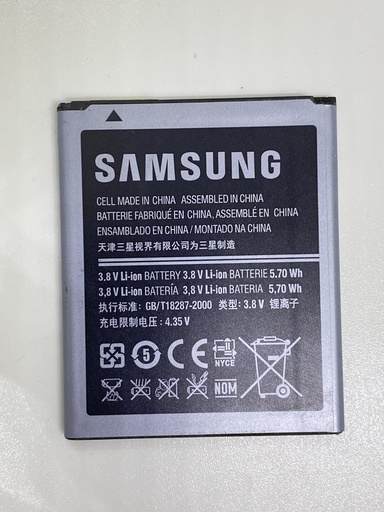 SAMSUNG
CELL MADE IN CHINA ASSEMBLED IN CHINA
BATTERIE FABRIQUÉ EN CHINA, ASSEMBLÉ EN CHINA
ENSAMBLADO EN CHINA / MONTADO NA CHINA
天津三星视界有限公司为三星制造
3,8 V Li-ion BATTERY 3,8 V Li-ion BATTERIE 5.70 Wh
3,8 V Li-ion BATERÍA 3,8 V Li-ion BATERIA 5,70 Wh
执行标准: GB/T18287-2000 类型: 3.8 V 锂离子
充电限制电压: 4.35 V
5 CE NYCE
NOM